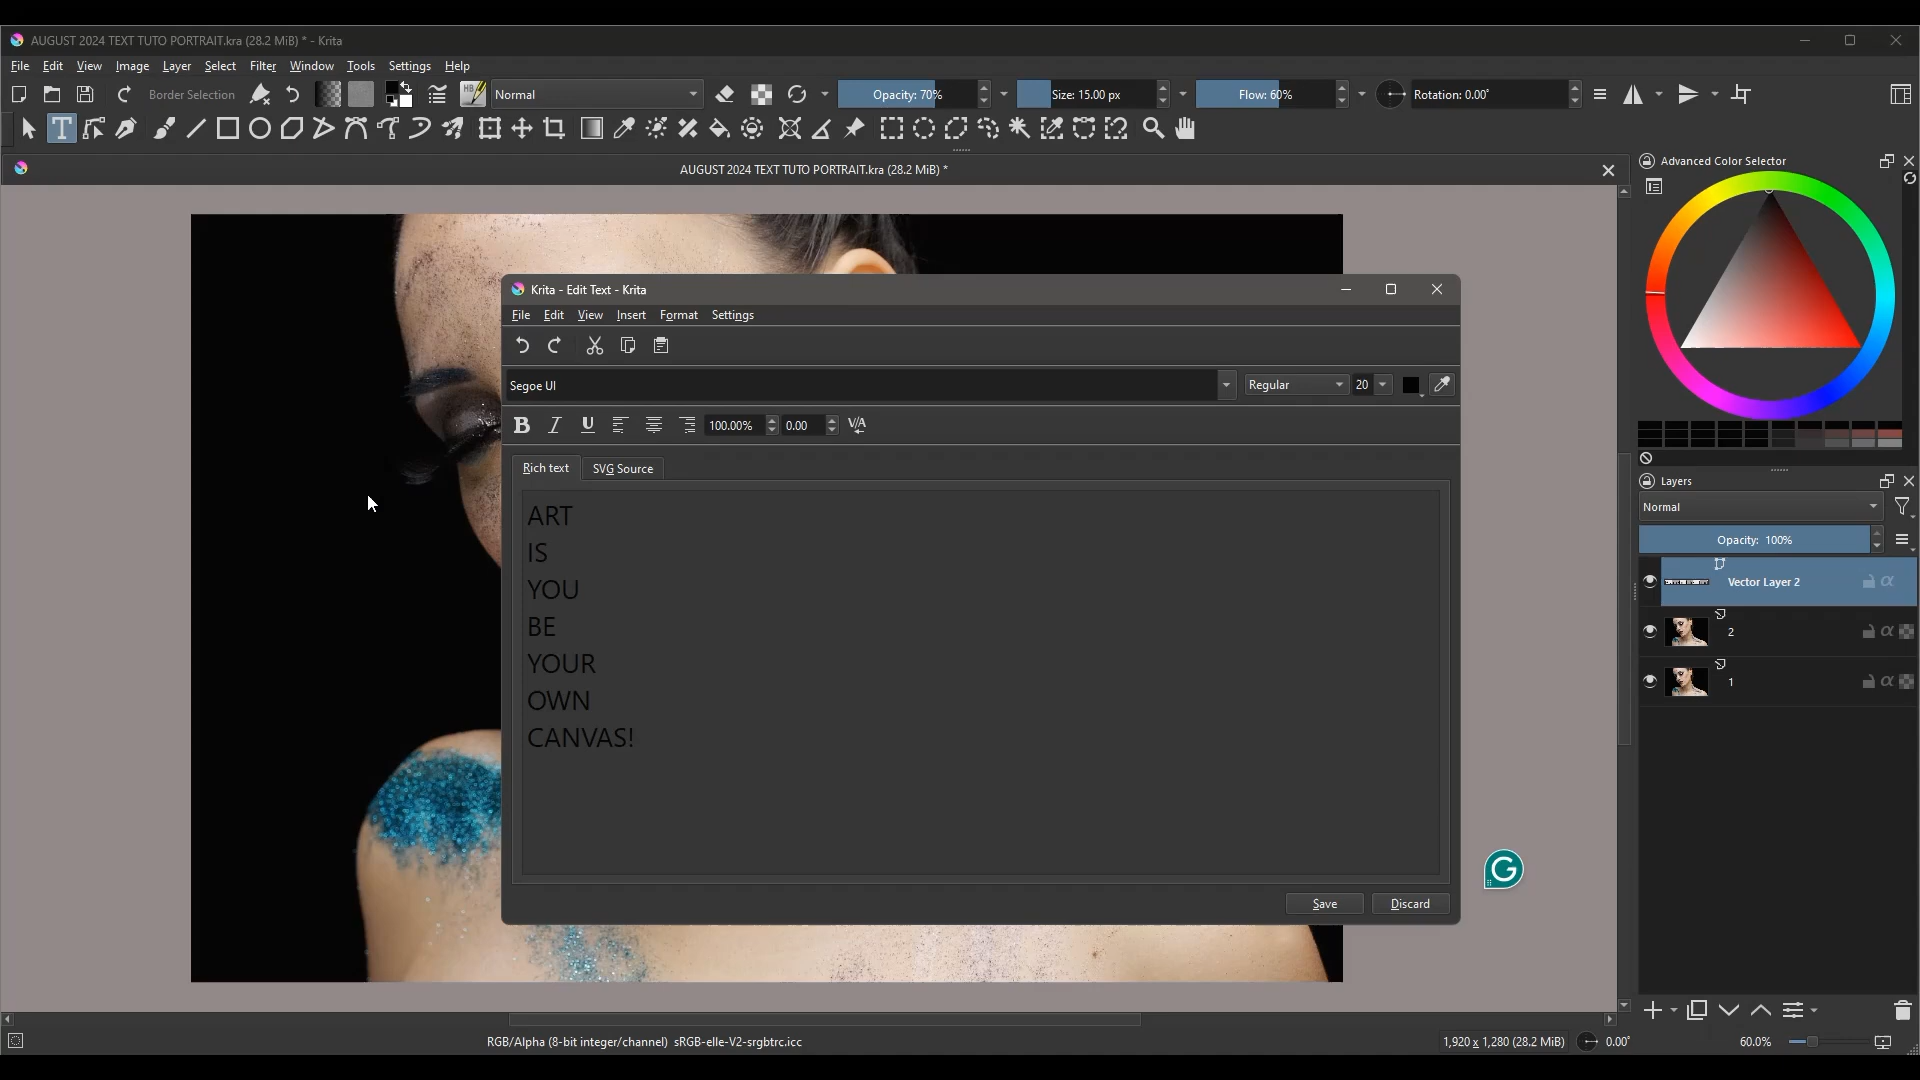 AUGUST 2024 TEXT TUTO PORTRAIT.kra (28.2 MiB) * - Krita
File Edit View Image Layer Select Filter Window Tools Settings Help
Border Selection
Normal
Opacity: 70%
Size: 15.00 px
Flow: 60%
Rotation: 0.00°
AUGUST 2024 TEXT TUTO PORTRAIT.kra (28.2 MiB) *
Advanced Color Selector
Krita - Edit Text - Krita
File Edit View Insert Format Settings
Segoe UI
Regular
20
100.00%
0.00
Rich text
SVG Source
ART
IS
YOU
BE
YOUR
OWN
CANVAS!
Save
Discard
Layers
Normal
Opacity: 100%
Vector Layer 2
2
1
RGB/Alpha (8-bit integer/channel) sRGB-elle-V2-srgbtrc.icc
1,920 x 1,280 (28.2 MiB)
0.00°
60.0%